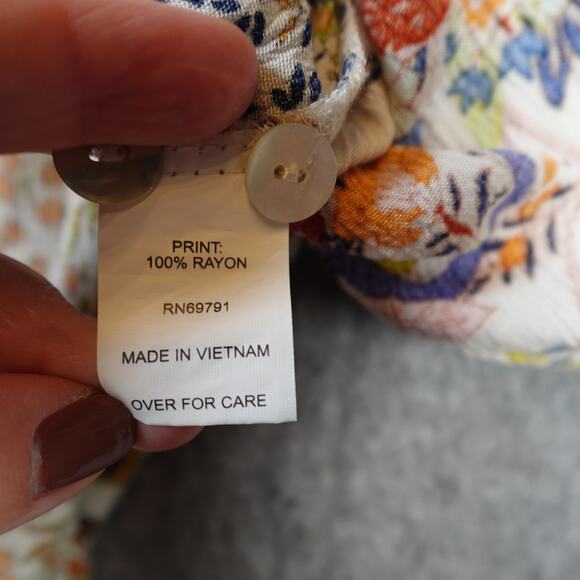 PRINT:
100% RAYON
RN69791
MADE IN VIETNAM
OVER FOR CARE